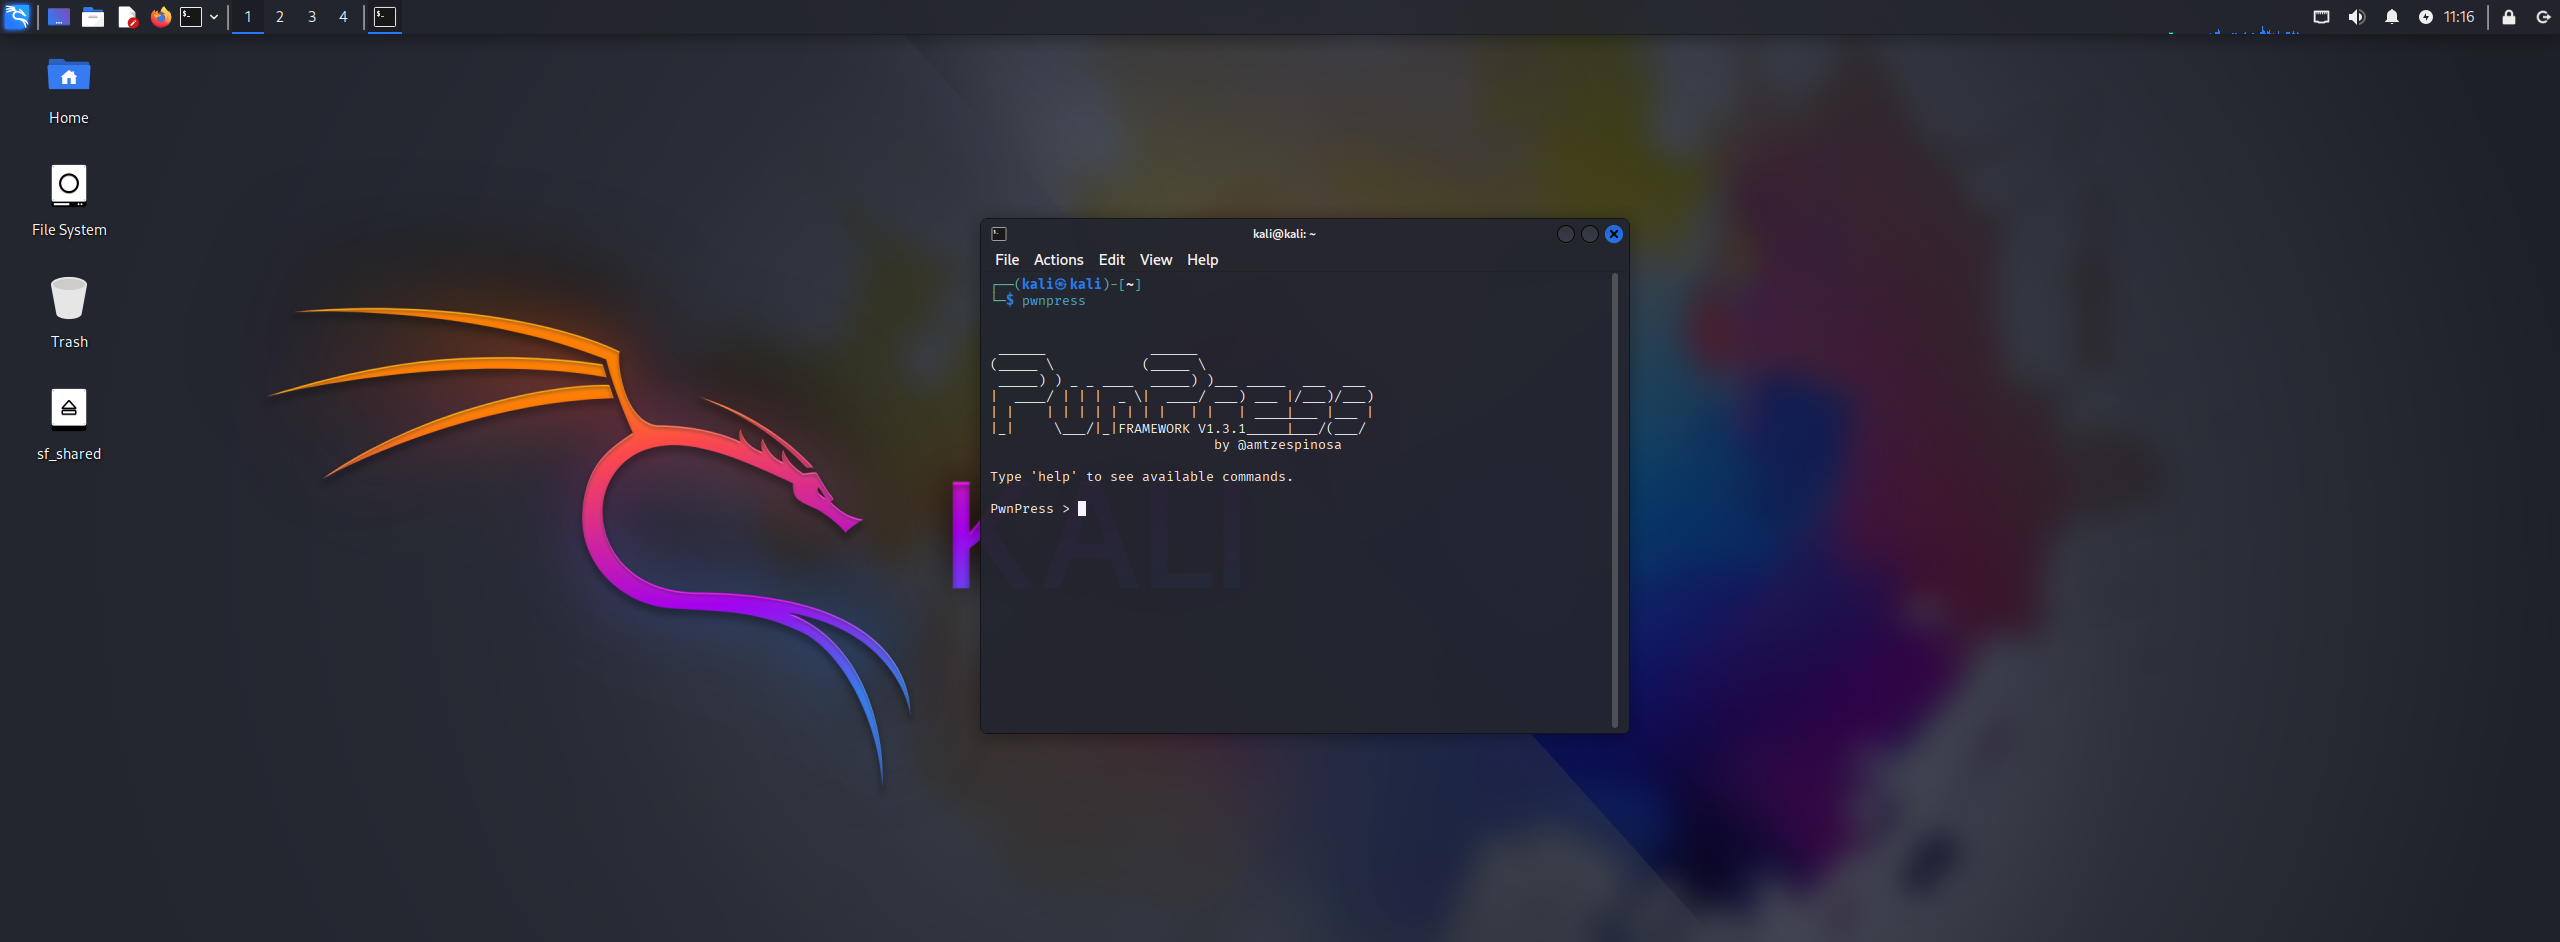 1 2 3 4
11:16
Home
File System
Trash
sf_shared
kali@kali: ~
File Actions Edit View Help
┌──(kali㉿kali)-[~]
└─$ pwnpress
PwnPress
FRAMEWORK V1.3.1
by @amtzespinosa
Type 'help' to see available commands.
PwnPress >
KALI